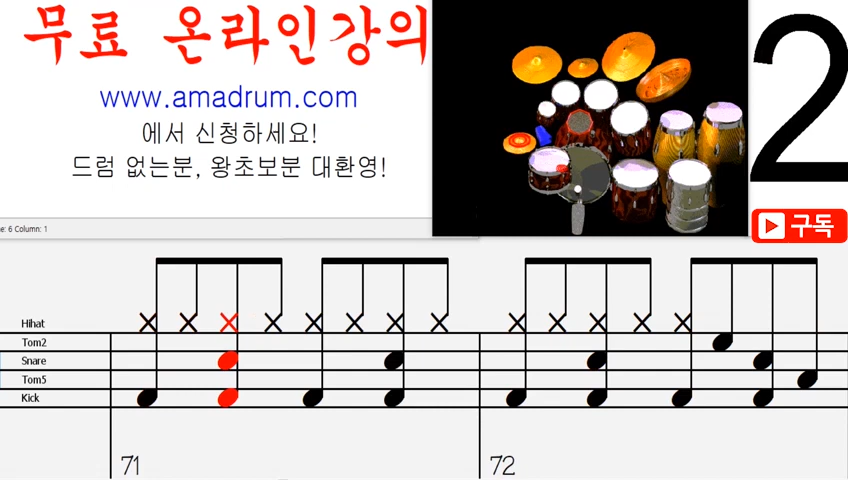 무료 온라인강의
www.amadrum.com
에서 신청하세요!
드럼 없는분, 왕초보분 대환영!
2
구독
e: 6 Column: 1
Hihat
Tom2
Snare
Tom5
Kick
71
72